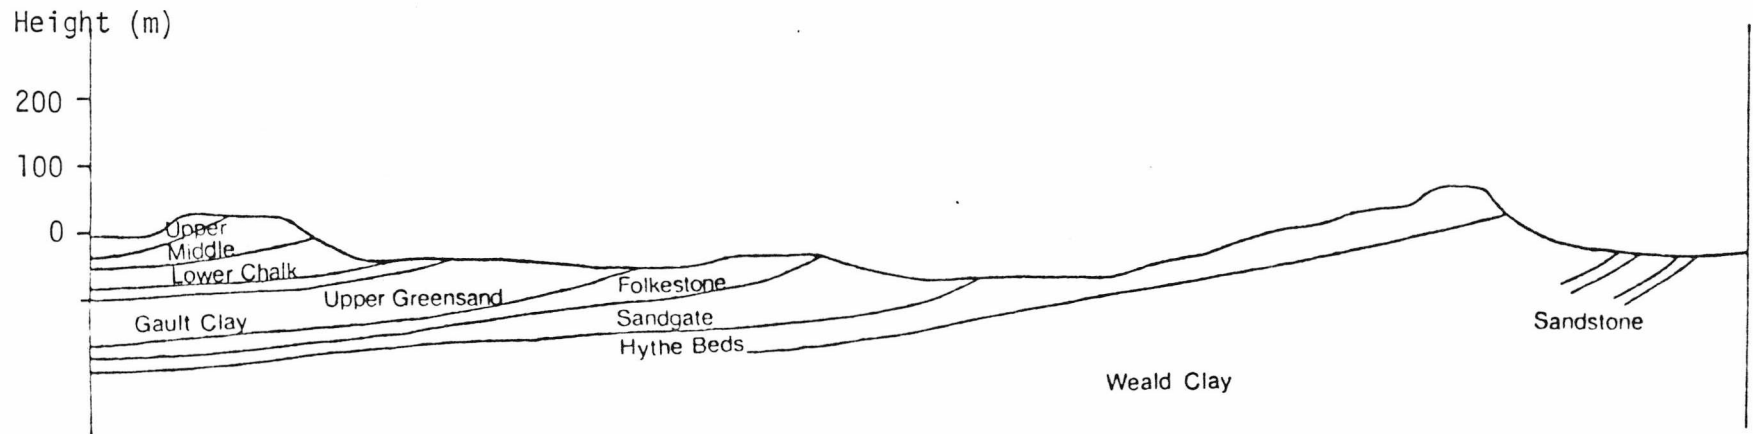 Height (m)
200
100
0
Upper
Middle
Lower Chalk
Upper Greensand
Gault Clay
Folkestone
Sandgate
Hythe Beds
Weald Clay
Sandstone